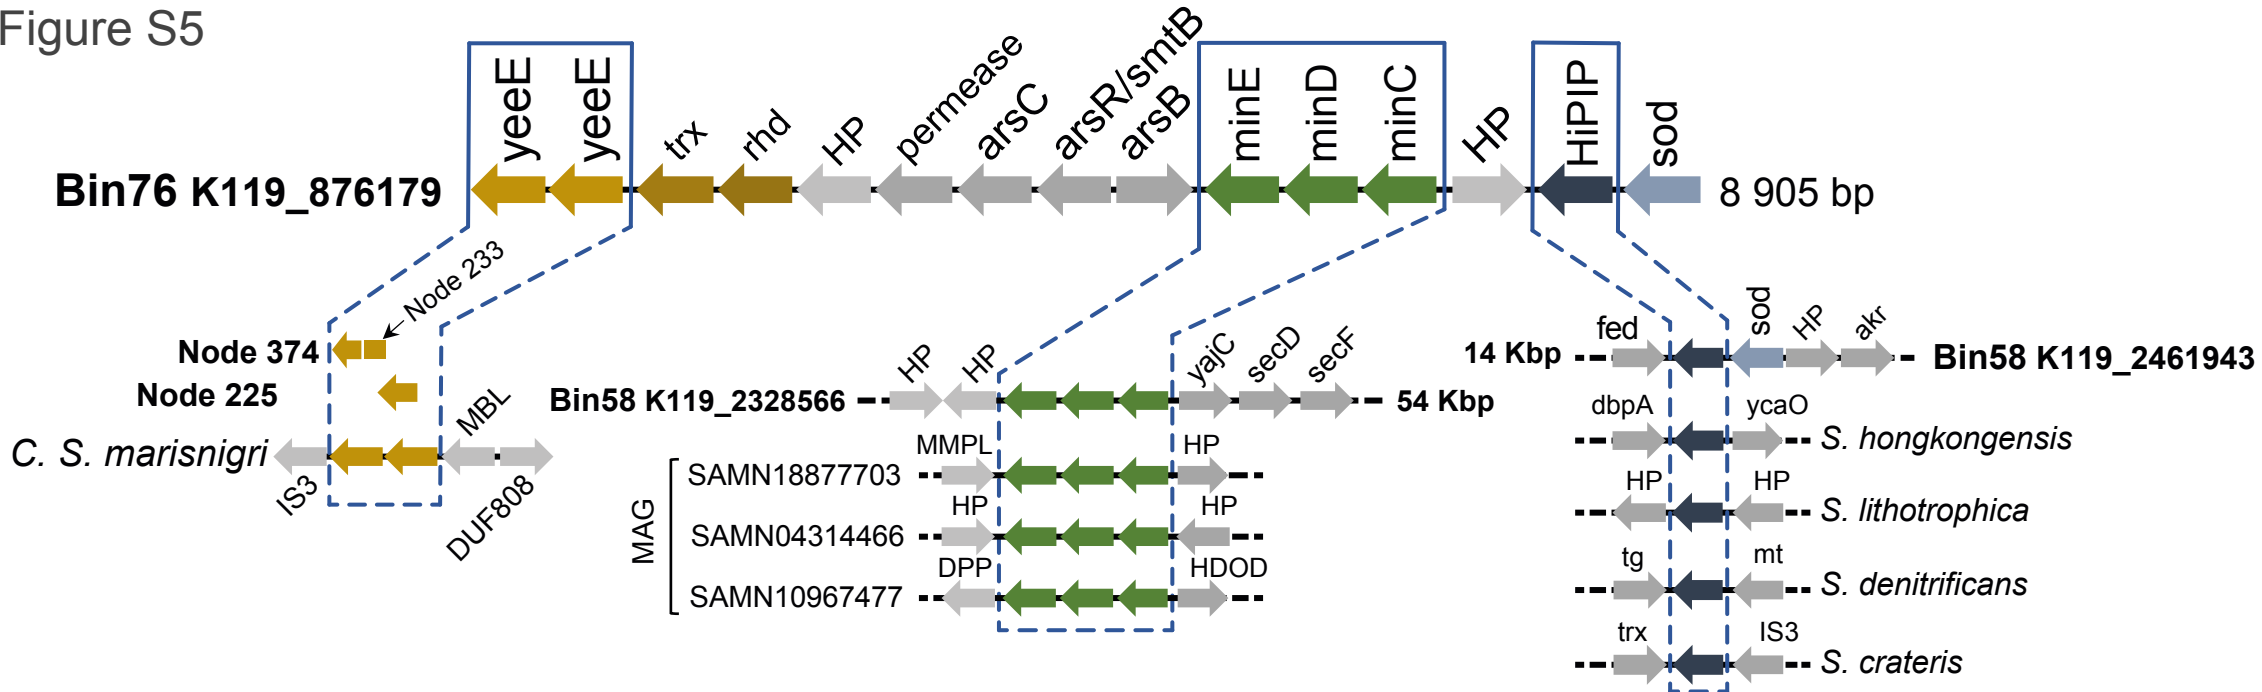 Figure S5
yeeE
yeeE
trx
rhd
HP
permease
arsC
arsR/smtB
arsB
minE
minD
minC
HP
HiPIP
sod
Bin76 K119_876179
8 905 bp
Node 233
Node 374
Node 225
C. S. marisnigri
IS3
MBL
DUF808
HP
HP
yajC
secD
secF
Bin58 K119_2328566
54 Kbp
MAG
MMPL
HP
SAMN18877703
HP
HP
SAMN04314466
DPP
HDOD
SAMN10967477
fed
sod
HP
akr
14 Kbp
Bin58 K119_2461943
dbpA
ycaO
S. hongkongensis
HP
HP
S. lithotrophica
tg
mt
S. denitrificans
trx
IS3
S. crateris